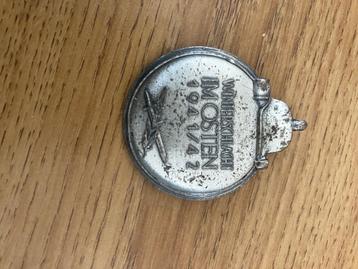 WINTERSCHLACHT
IM OSTEN
1941/42